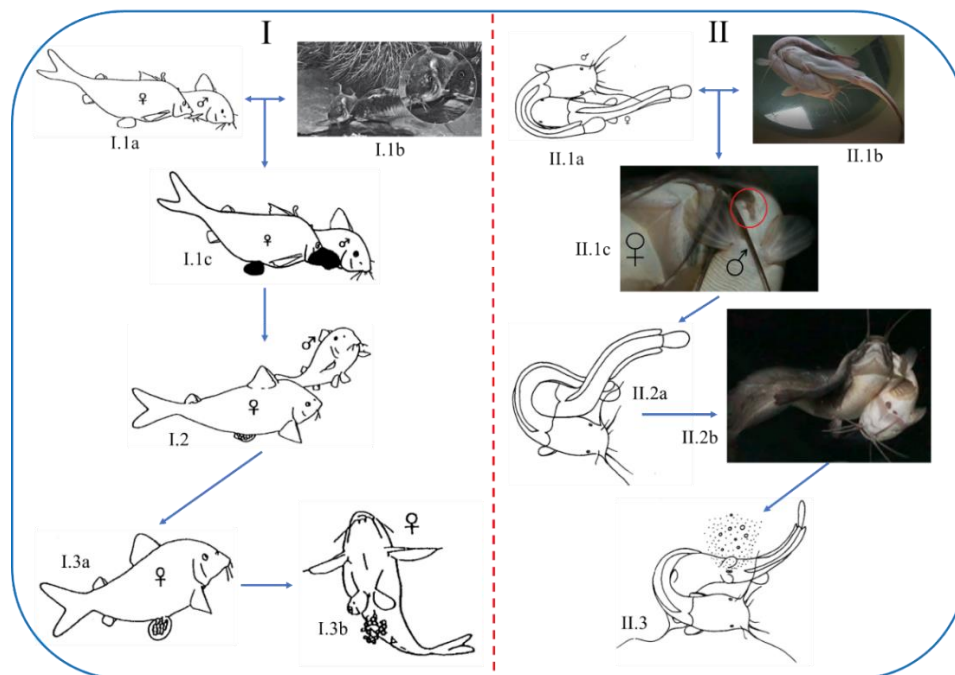 I
II
I.1a
I.1b
♀
♂
I.1c
♀
♂
I.2
♀
♂
I.3a
♀
I.3b
♀
II.1a
♂
♀
II.1b
II.1c
♀
♂
II.2a
II.2b
II.3